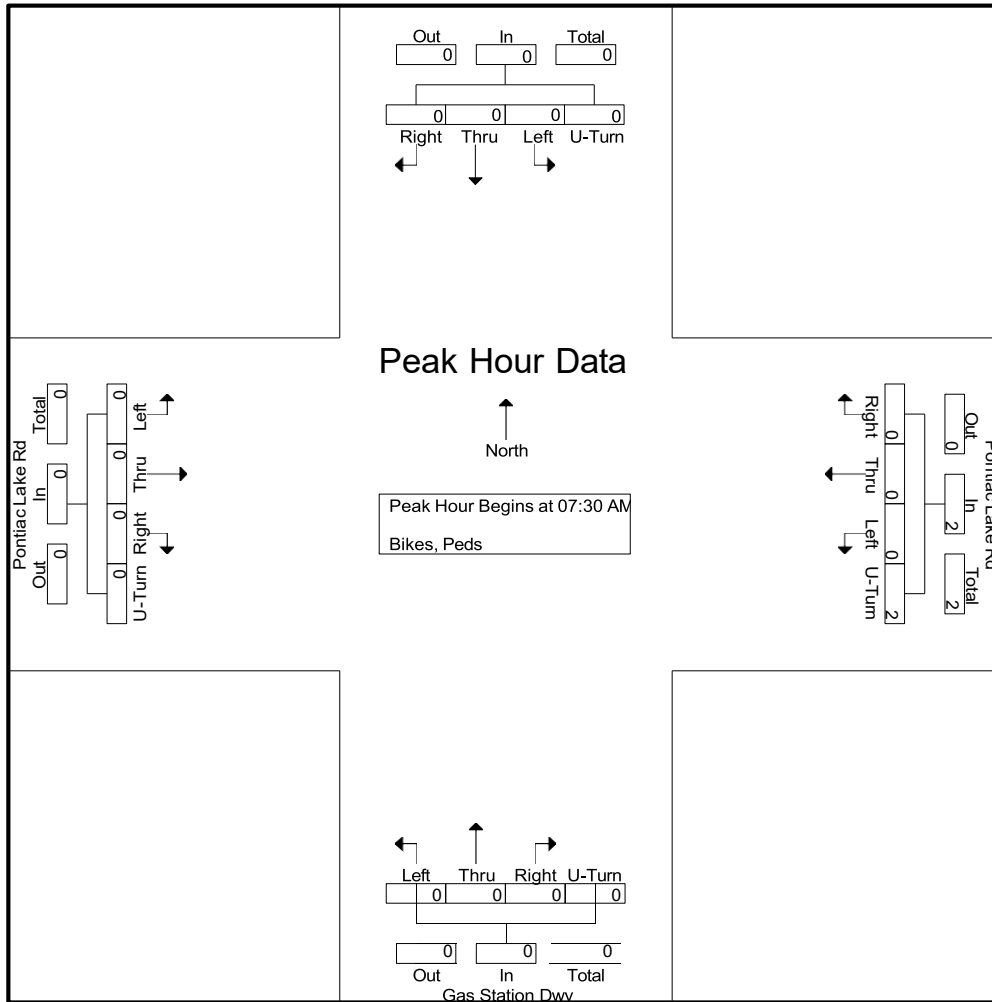 Out In Total
0 0 0
0 0 0 0
Right Thru Left U-Turn
Peak Hour Data
North
Peak Hour Begins at 07:30 AM
Bikes, Peds
Pontiac Lake Rd
Out In Total
0 0 0
U-Turn Right Thru Left
0 0 0 0
Right Thru Left U-Turn
0 0 0 2
Out In Total
0 2 2
Pontiac Lake Rd
Left Thru Right U-Turn
0 0 0 0
0 0 0
Out In Total
Gas Station Dwy